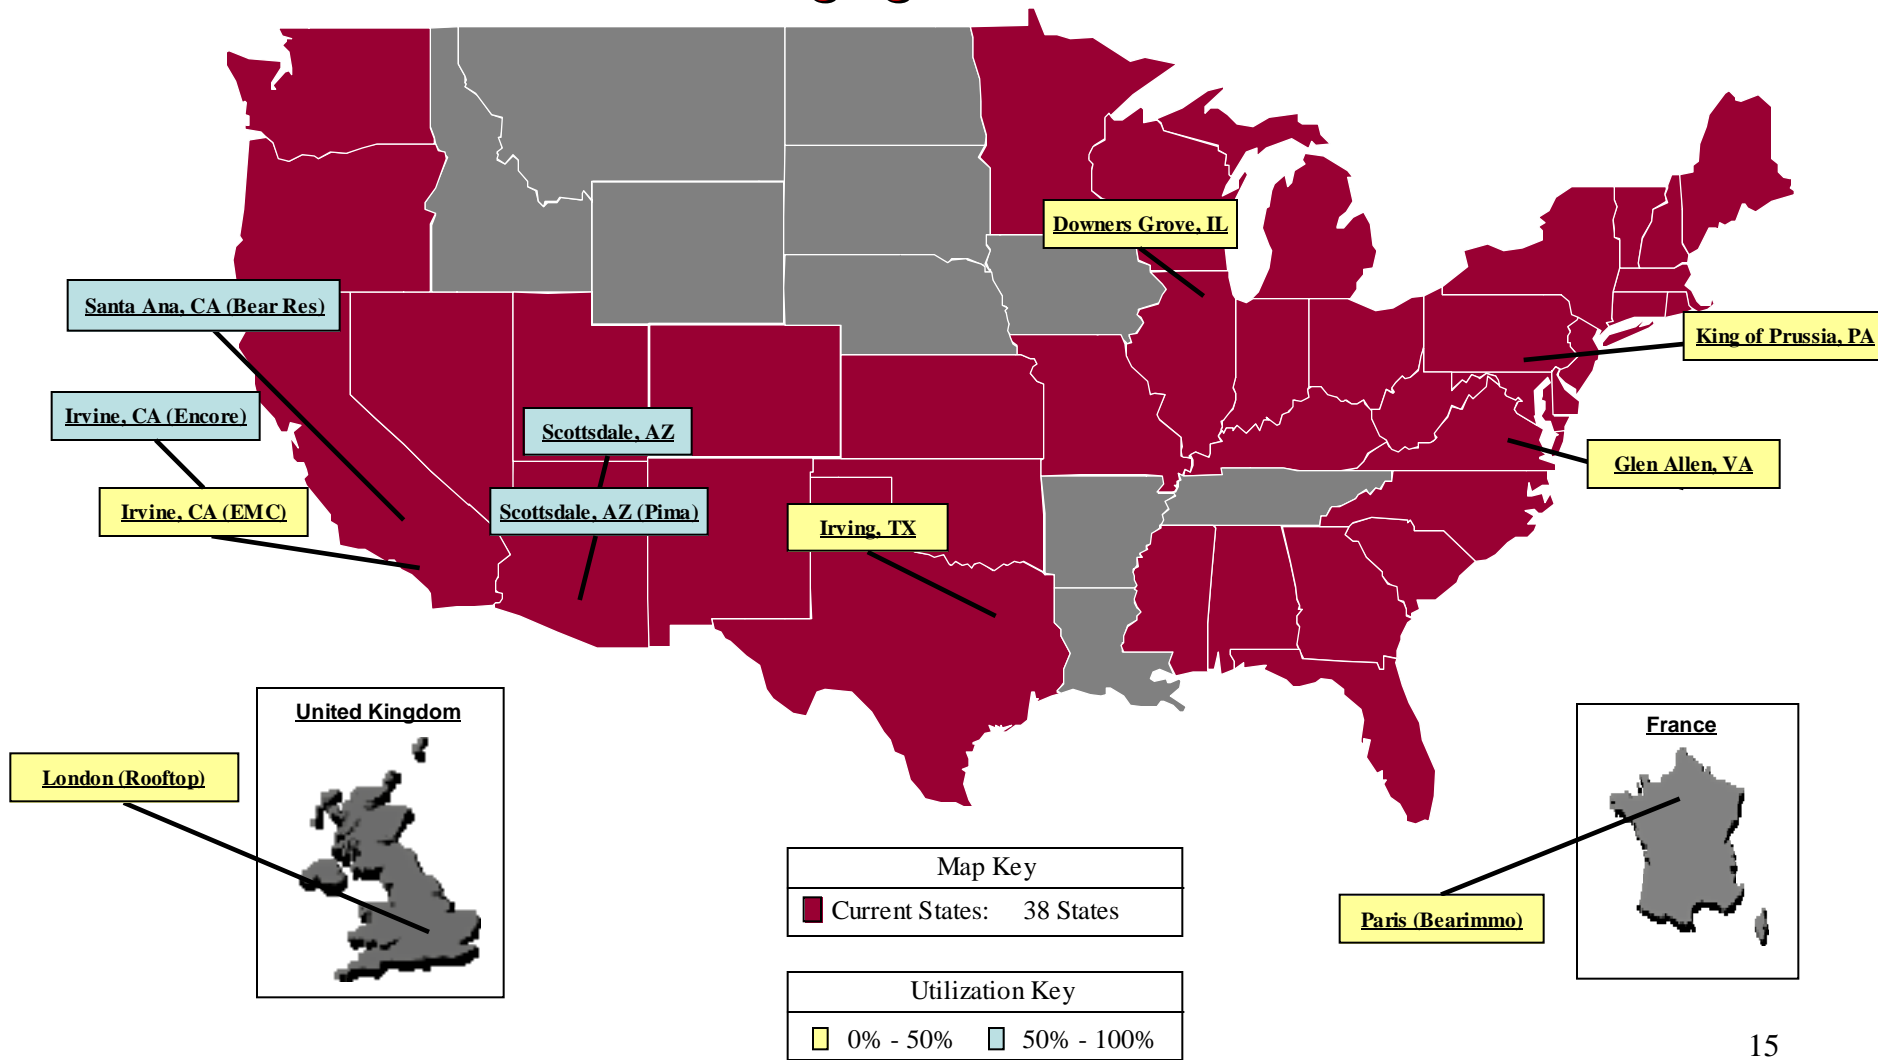 Downers Grove, IL
Santa Ana, CA (Bear Res)
King of Prussia, PA
Irvine, CA (Encore)
Scottsdale, AZ
Glen Allen, VA
Irvine, CA (EMC)
Scottsdale, AZ (Pima)
Irving, TX
United Kingdom
France
London (Rooftop)
Paris (Bearimmo)
Map Key
Current States: 38 States
Utilization Key
0% - 50% 50% - 100%
15